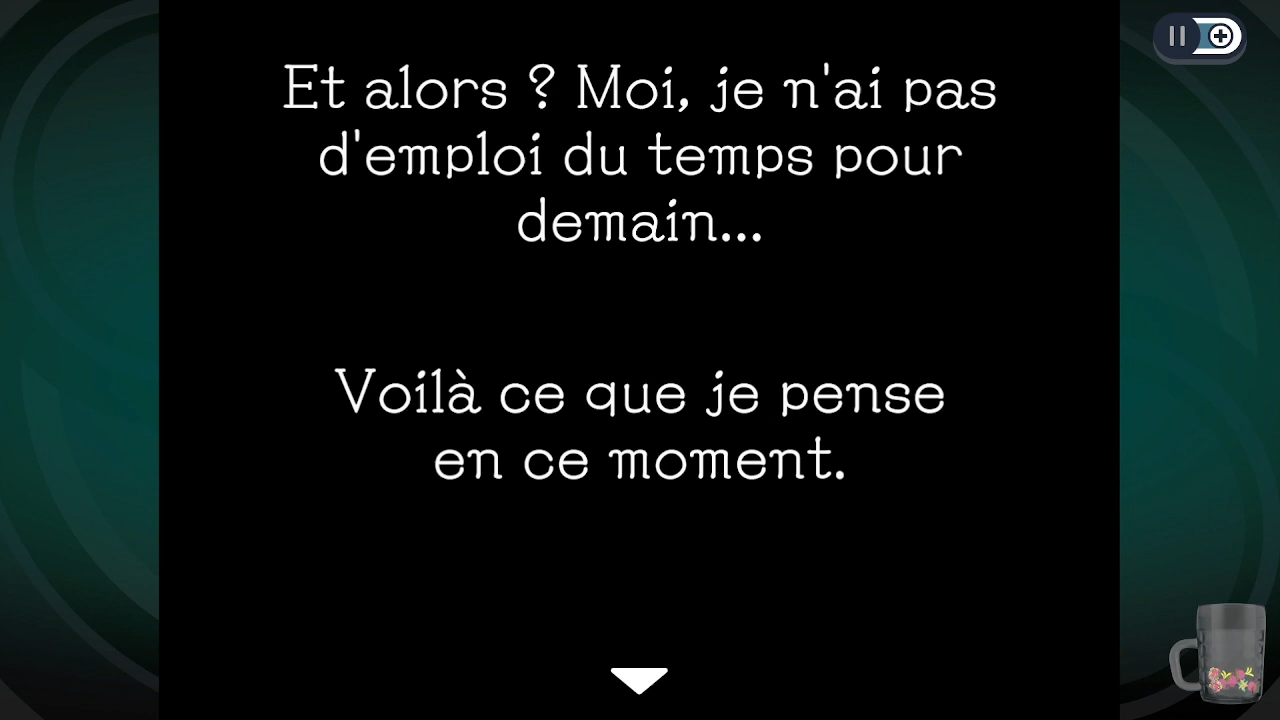 Et alors ? Moi, je n'ai pas
d'emploi du temps pour
demain...
Voilà ce que je pense
en ce moment.